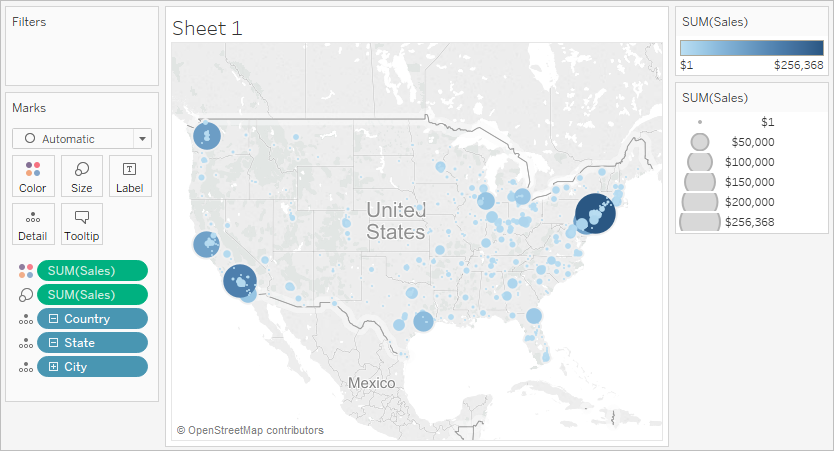 Filters
Marks
Automatic
Color
Size
Label
Detail
Tooltip
SUM(Sales)
SUM(Sales)
Country
State
City
Sheet 1
United
States
Mexico
© OpenStreetMap contributors
SUM(Sales)
$1
$256,368
SUM(Sales)
$1
$50,000
$100,000
$150,000
$200,000
$256,368